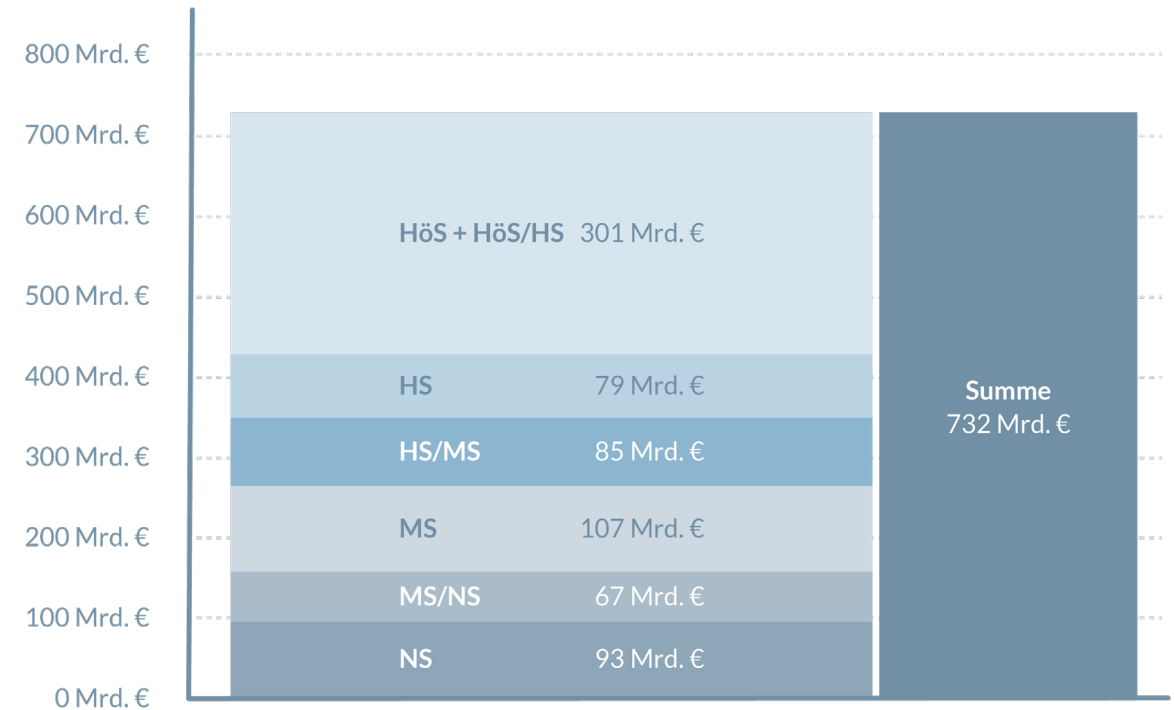 800 Mrd. €
700 Mrd. €
600 Mrd. €
500 Mrd. €
400 Mrd. €
300 Mrd. €
200 Mrd. €
100 Mrd. €
0 Mrd. €
HöS + HöS/HS 301 Mrd. €
HS 79 Mrd. €
HS/MS 85 Mrd. €
MS 107 Mrd. €
MS/NS 67 Mrd. €
NS 93 Mrd. €
Summe
732 Mrd. €